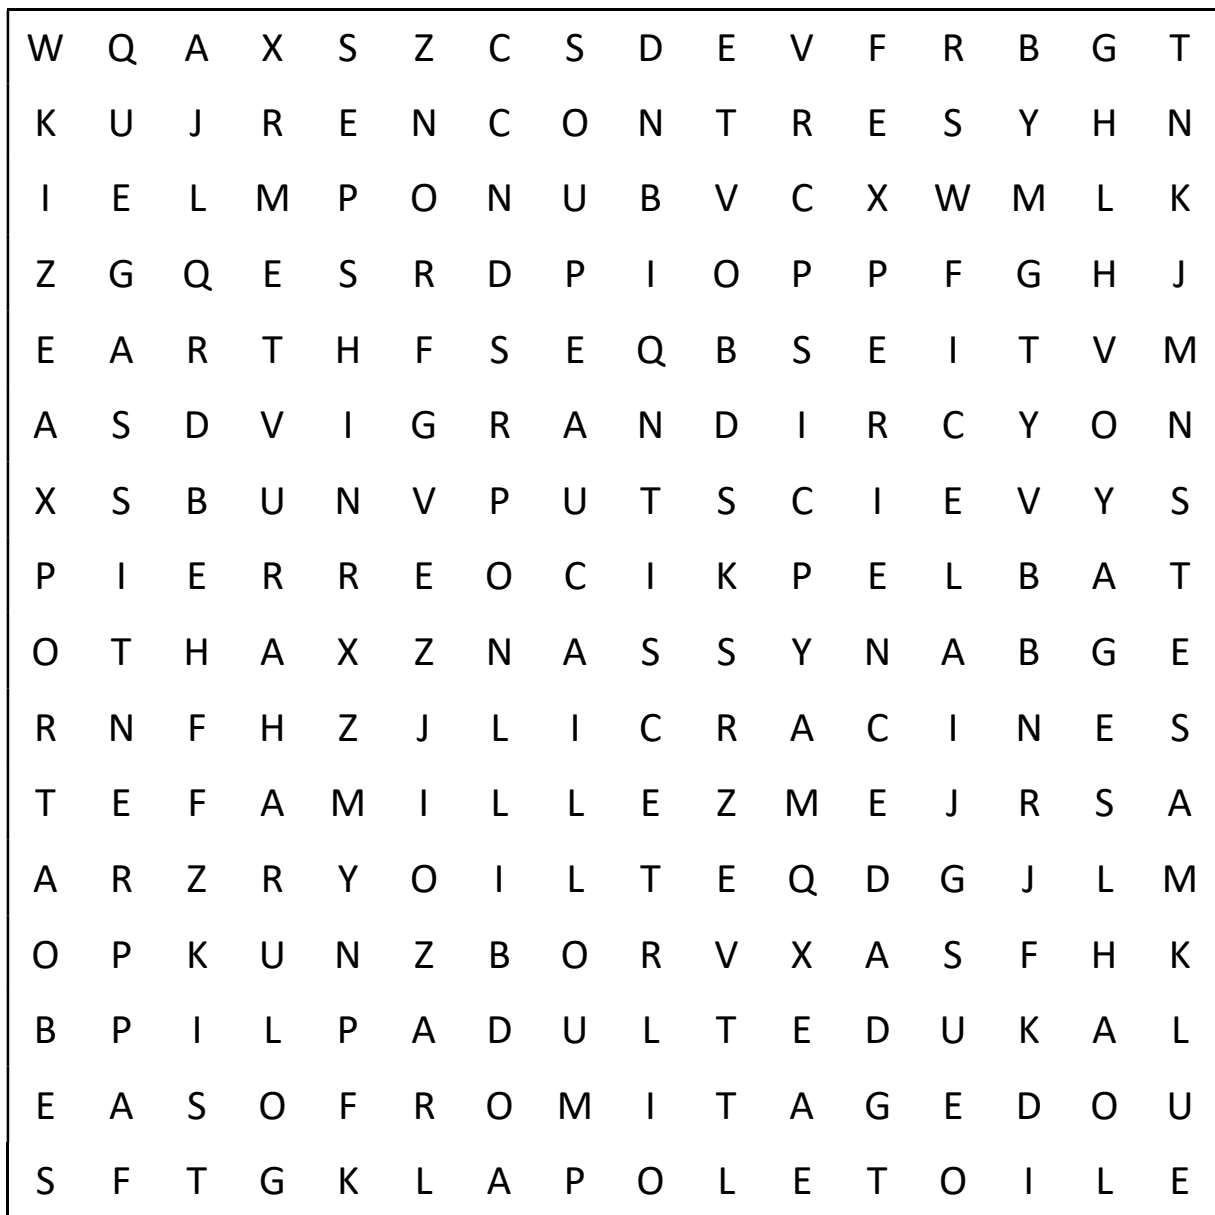 W Q A X S Z C S D E V F R B G T
K U J R E N C O N T R E S Y H N
I E L M P O N U B V C X W M L K
Z G Q E S R D P I O P P F G H J
E A R T H F S E Q B S E I T V M
A S D V I G R A N D I R C Y O N
X S B U N V P U T S C I E V Y S
P I E R R E O C I K P E L B A T
O T H A X Z N A S S Y N A B G E
R N F H Z J L I C R A C I N E S
T E F A M I L L E Z M E J R S A
A R Z R Y O I L T E Q D G J L M
O P K U N Z B O R V X A S F H K
B P I L P A D U L T E D U K A L
E A S O F R O M I T A G E D O U
S F T G K L A P O L E T O I L E